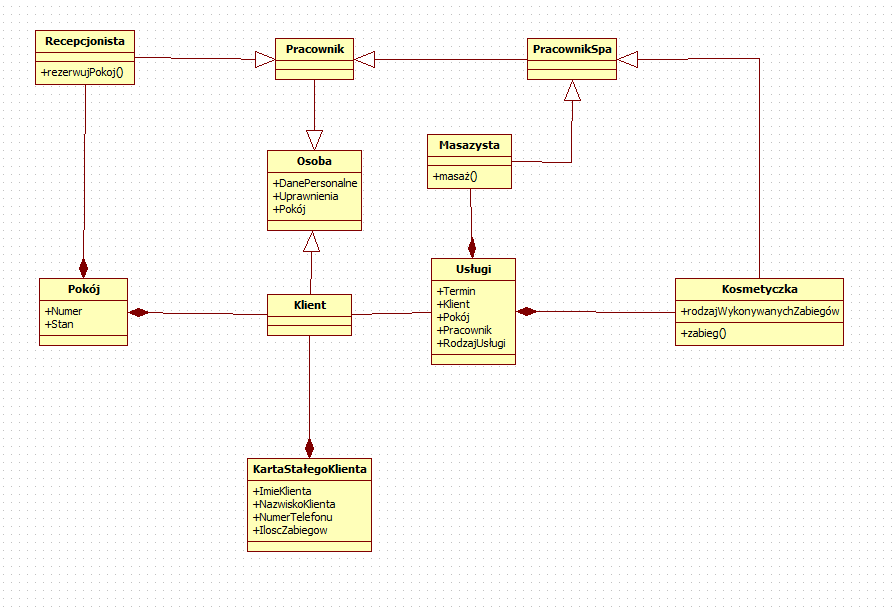 Recepcjonista
+rezerwujPokoj()
Pracownik
PracownikSpa
Masazysta
+masaż()
Osoba
+DanePersonalne
+Uprawnienia
+Pokój
Pokój
+Numer
+Stan
Klient
Usługi
+Termin
+Klient
+Pokój
+Pracownik
+RodzajUsługi
Kosmetyczka
+rodzajWykonywanychZabiegów
+zabieg()
KartaStałegoKlienta
+ImieKlienta
+NazwiskoKlienta
+NumerTelefonu
+IloscZabiegow